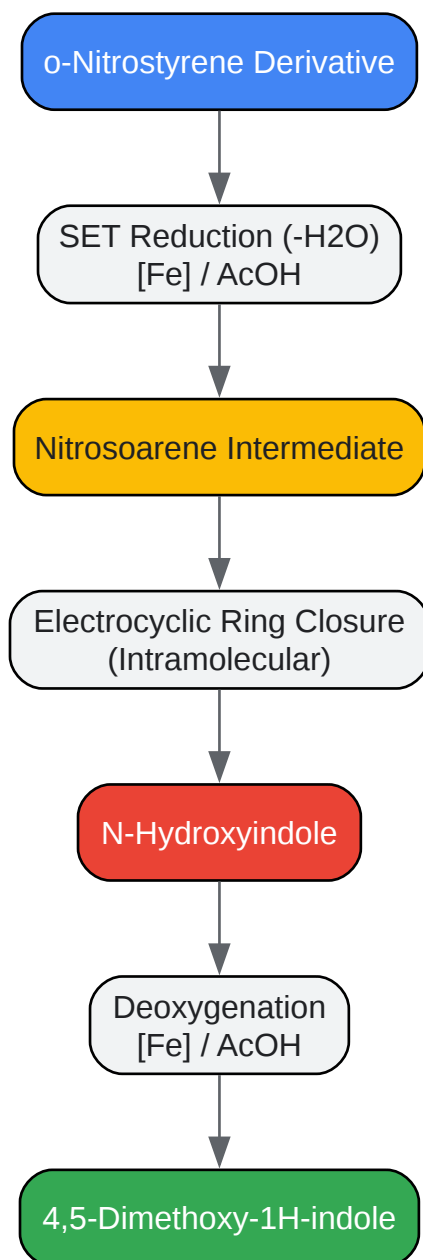 o-Nitrostyrene Derivative
SET Reduction (-H2O)
[Fe] / AcOH
Nitrosoarene Intermediate
Electrocyclic Ring Closure
(Intramolecular)
N-Hydroxyindole
Deoxygenation
[Fe] / AcOH
4,5-Dimethoxy-1H-indole